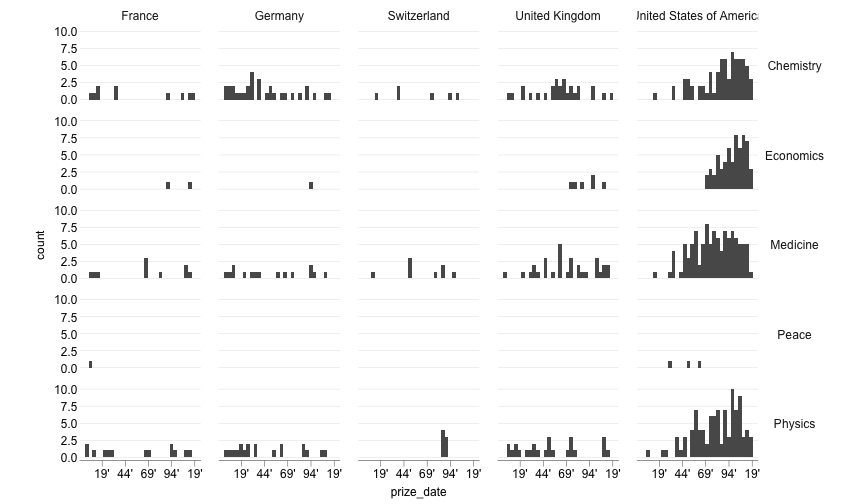 France Germany Switzerland United Kingdom United States of America
10.0
7.5
5.0
2.5
0.0
Chemistry
10.0
7.5
5.0
2.5
0.0
Economics
10.0
7.5
5.0
2.5
0.0
Medicine
10.0
7.5
5.0
2.5
0.0
Peace
10.0
7.5
5.0
2.5
0.0
Physics
count
19' 44' 69' 94' 19' 19' 44' 69' 94' 19' 19' 44' 69' 94' 19' 19' 44' 69' 94' 19' 19' 44' 69' 94' 19'
prize_date